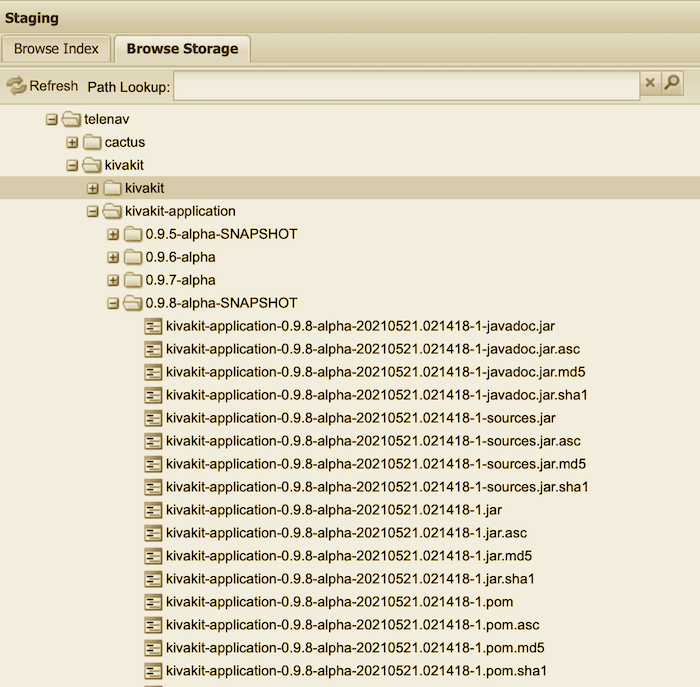 Staging
Browse Index Browse Storage
Refresh Path Lookup:
telenav
cactus
kivakit
kivakit
kivakit-application
0.9.5-alpha-SNAPSHOT
0.9.6-alpha
0.9.7-alpha
0.9.8-alpha-SNAPSHOT
kivakit-application-0.9.8-alpha-20210521.021418-1-javadoc.jar
kivakit-application-0.9.8-alpha-20210521.021418-1-javadoc.jar.asc
kivakit-application-0.9.8-alpha-20210521.021418-1-javadoc.jar.md5
kivakit-application-0.9.8-alpha-20210521.021418-1-javadoc.jar.sha1
kivakit-application-0.9.8-alpha-20210521.021418-1-sources.jar
kivakit-application-0.9.8-alpha-20210521.021418-1-sources.jar.asc
kivakit-application-0.9.8-alpha-20210521.021418-1-sources.jar.md5
kivakit-application-0.9.8-alpha-20210521.021418-1-sources.jar.sha1
kivakit-application-0.9.8-alpha-20210521.021418-1.jar
kivakit-application-0.9.8-alpha-20210521.021418-1.jar.asc
kivakit-application-0.9.8-alpha-20210521.021418-1.jar.md5
kivakit-application-0.9.8-alpha-20210521.021418-1.jar.sha1
kivakit-application-0.9.8-alpha-20210521.021418-1.pom
kivakit-application-0.9.8-alpha-20210521.021418-1.pom.asc
kivakit-application-0.9.8-alpha-20210521.021418-1.pom.md5
kivakit-application-0.9.8-alpha-20210521.021418-1.pom.sha1